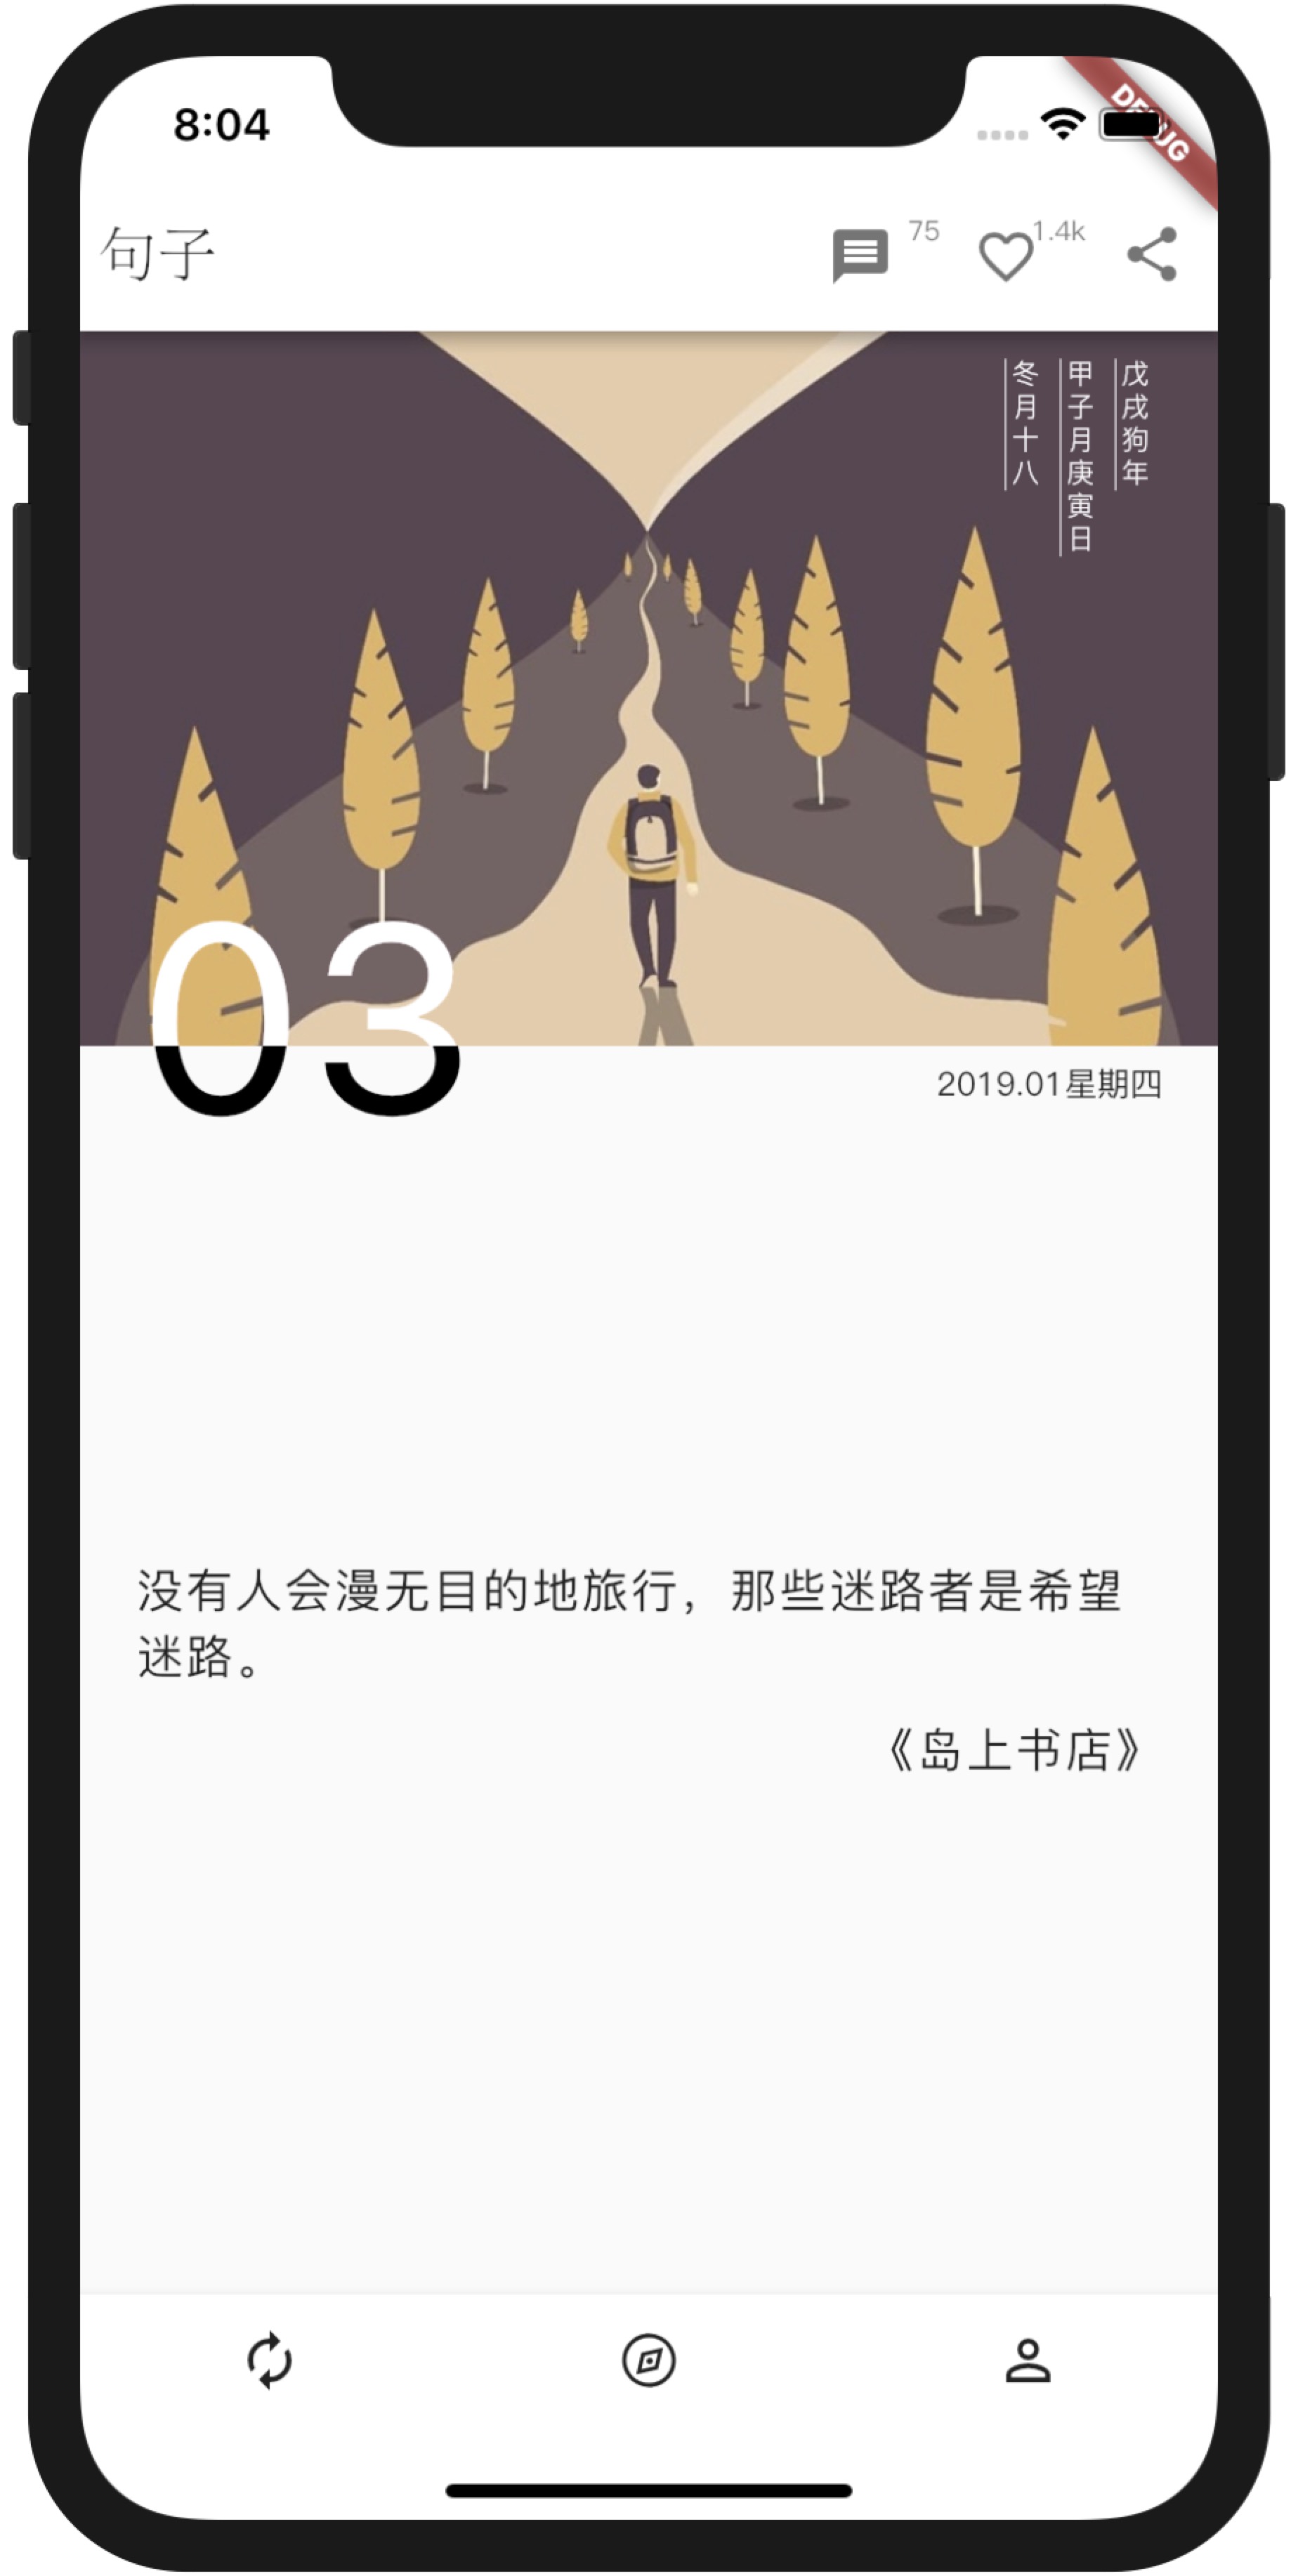 8:04
DEBUG
句子
75
1.4k
戊戌狗年
甲子月庚寅日
冬月十八
03
2019.01星期四
没有人会漫无目的地旅行，那些迷路者是希望
迷路。
《岛上书店》